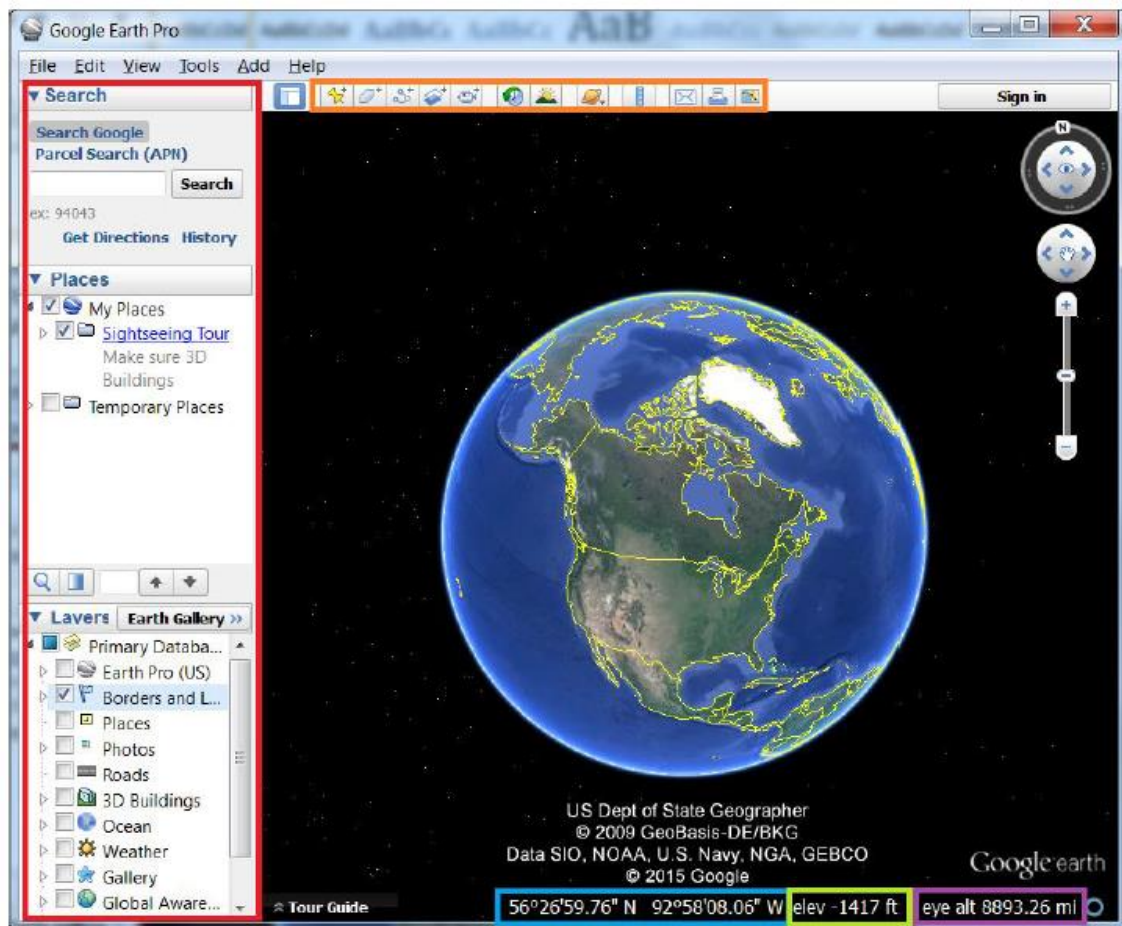 Google Earth Pro
AaB
File Edit View Tools Add Help
Search
Search Google
Parcel Search (APN)
Search
ex: 94043
Get Directions History
Places
My Places
Sightseeing Tour
Make sure 3D
Buildings
Temporary Places
Layers Earth Gallery »
Primary Databa...
Earth Pro (US)
Borders and L...
Places
Photos
Roads
3D Buildings
Ocean
Weather
Gallery
Global Aware...
Sign in
N
US Dept of State Geographer
© 2009 GeoBasis-DE/BKG
Data SIO, NOAA, U.S. Navy, NGA, GEBCO
© 2015 Google
Google earth
Tour Guide
56°26'59.76" N 92°58'08.06" W elev -1417 ft eye alt 8893.26 mi